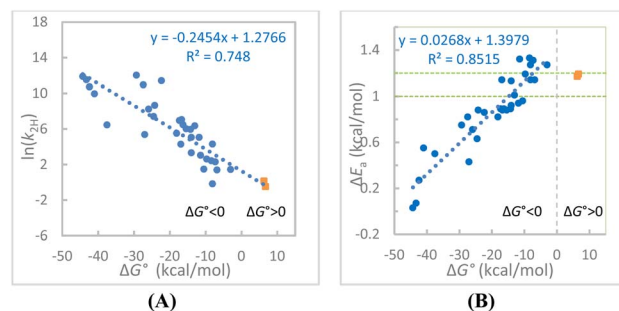 y = -0.2454x + 1.2766
R² = 0.748
ln(k2H)
18
14
10
6
2
-2
-6
ΔG°<0
ΔG°>0
-50 -40 -30 -20 -10 0 10 20
ΔG° (kcal/mol)
(A)
y = 0.0268x + 1.3979
R² = 0.8515
ΔEa (kcal/mol)
1.4
1
0.6
0.2
-0.2
ΔG°<0
ΔG°>0
-50 -40 -30 -20 -10 0 10 20
ΔG° (kcal/mol)
(B)